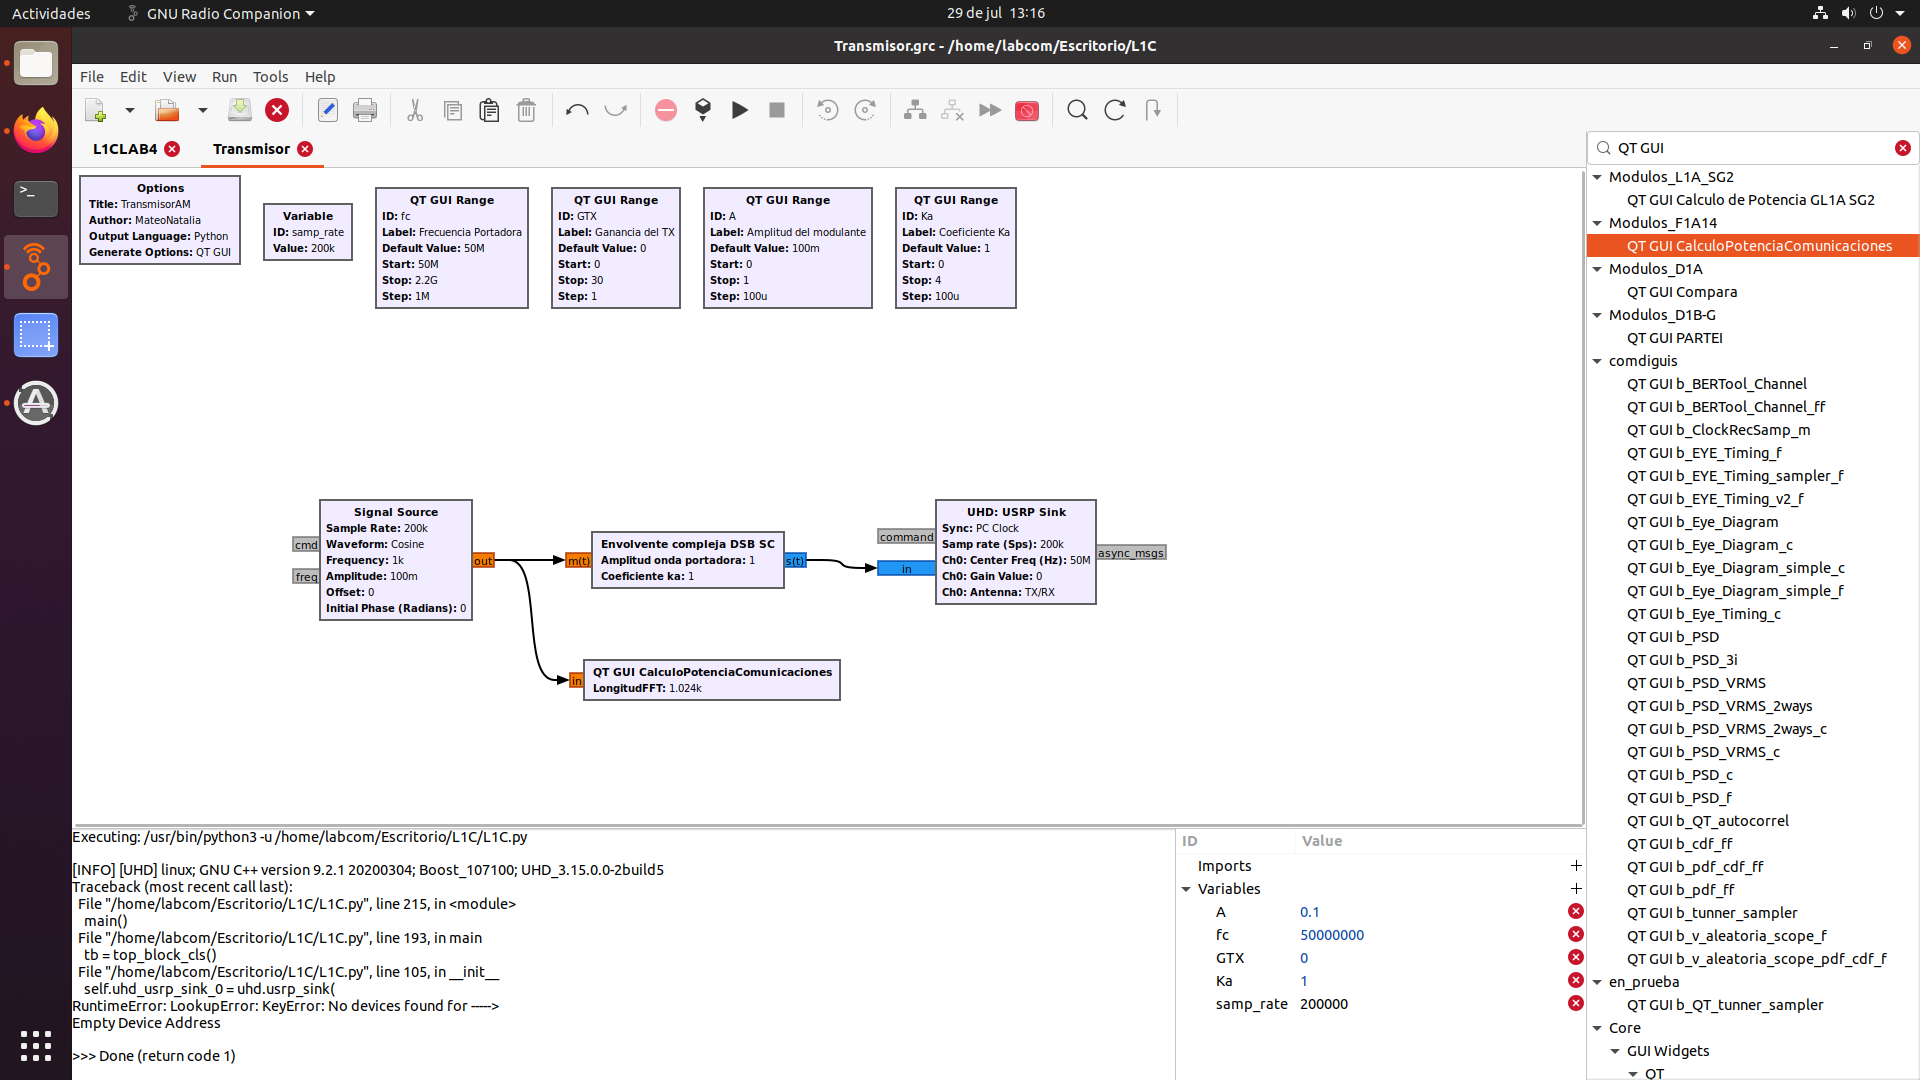 Actividades
GNU Radio Companion
29 de jul 13:16
Transmisor.grc - /home/labcom/Escritorio/L1C
File Edit View Run Tools Help
L1CLAB4
Transmisor
Options
Title: TransmisorAM
Author: MateoNatalia
Output Language: Python
Generate Options: QT GUI
Variable
ID: samp_rate
Value: 200k
QT GUI Range
ID: fc
Label: Frecuencia Portadora
Default Value: 50M
Start: 50M
Stop: 2.2G
Step: 1M
QT GUI Range
ID: GTX
Label: Ganancia del TX
Default Value: 0
Start: 0
Stop: 30
Step: 1
QT GUI Range
ID: A
Label: Amplitud del modulante
Default Value: 100m
Start: 0
Stop: 1
Step: 100u
QT GUI Range
ID: Ka
Label: Coeficiente Ka
Default Value: 1
Start: 0
Stop: 4
Step: 100u
cmd
freq
Signal Source
Sample Rate: 200k
Waveform: Cosine
Frequency: 1k
Amplitude: 100m
Offset: 0
Initial Phase (Radians): 0
out
m(t)
Envolvente compleja DSB SC
Amplitud onda portadora: 1
Coeficiente ka: 1
s(t)
command
in
UHD: USRP Sink
Sync: PC Clock
Samp rate (Sps): 200k
Ch0: Center Freq (Hz): 50M
Ch0: Gain Value: 0
Ch0: Antenna: TX/RX
async_msgs
in
QT GUI CalculoPotenciaComunicaciones
LongitudFFT: 1.024k
Executing: /usr/bin/python3 -u /home/labcom/Escritorio/L1C/L1C.py
[INFO] [UHD] linux; GNU C++ version 9.2.1 20200304; Boost_107100; UHD_3.15.0.0-2build5
Traceback (most recent call last):
File "/home/labcom/Escritorio/L1C/L1C.py", line 215, in <module>
main()
File "/home/labcom/Escritorio/L1C/L1C.py", line 193, in main
tb = top_block_cls()
File "/home/labcom/Escritorio/L1C/L1C.py", line 105, in __init__
self.uhd_usrp_sink_0 = uhd.usrp_sink(
RuntimeError: LookupError: KeyError: No devices found for ----->
Empty Device Address
>>> Done (return code 1)
ID Value
Imports
Variables
A 0.1
fc 50000000
GTX 0
Ka 1
samp_rate 200000
QT GUI
Modulos_L1A_SG2
QT GUI Calculo de Potencia GL1A SG2
Modulos_F1A14
QT GUI CalculoPotenciaComunicaciones
Modulos_D1A
QT GUI Compara
Modulos_D1B-G
QT GUI PARTEI
comdiguis
QT GUI b_BERTool_Channel
QT GUI b_BERTool_Channel_ff
QT GUI b_ClockRecSamp_m
QT GUI b_EYE_Timing_f
QT GUI b_EYE_Timing_sampler_f
QT GUI b_EYE_Timing_v2_f
QT GUI b_Eye_Diagram
QT GUI b_Eye_Diagram_c
QT GUI b_Eye_Diagram_simple_c
QT GUI b_Eye_Diagram_simple_f
QT GUI b_Eye_Timing_c
QT GUI b_PSD
QT GUI b_PSD_3i
QT GUI b_PSD_VRMS
QT GUI b_PSD_VRMS_2ways
QT GUI b_PSD_VRMS_2ways_c
QT GUI b_PSD_VRMS_c
QT GUI b_PSD_c
QT GUI b_PSD_f
QT GUI b_QT_autocorrel
QT GUI b_cdf_ff
QT GUI b_pdf_cdf_ff
QT GUI b_pdf_ff
QT GUI b_tunner_sampler
QT GUI b_v_aleatoria_scope_f
QT GUI b_v_aleatoria_scope_pdf_cdf_f
en_prueba
QT GUI b_QT_tunner_sampler
Core
GUI Widgets
QT